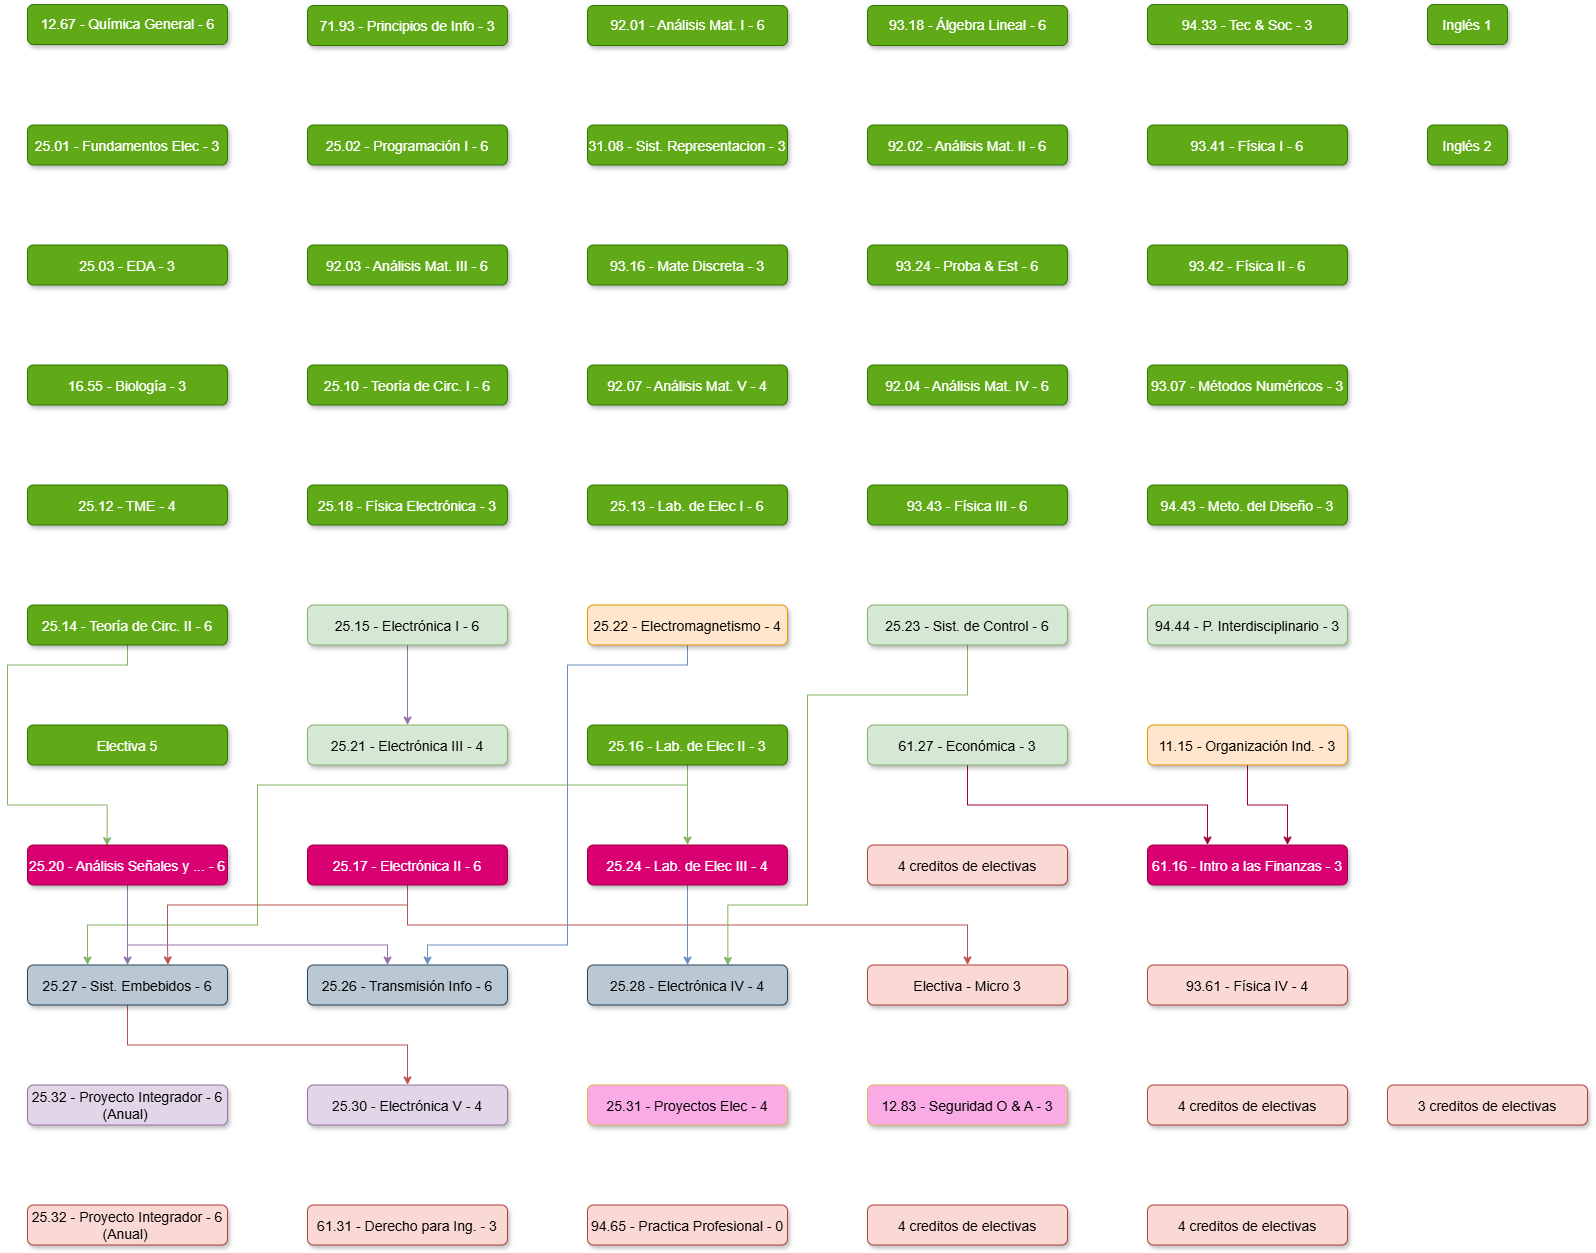 12.67 - Química General - 6
71.93 - Principios de Info - 3
92.01 - Análisis Mat. I - 6
93.18 - Álgebra Lineal - 6
94.33 - Tec & Soc - 3
Inglés 1
25.01 - Fundamentos Elec - 3
25.02 - Programación I - 6
31.08 - Sist. Representacion - 3
92.02 - Análisis Mat. II - 6
93.41 - Física I - 6
Inglés 2
25.03 - EDA - 3
92.03 - Análisis Mat. III - 6
93.16 - Mate Discreta - 3
93.24 - Proba & Est - 6
93.42 - Física II - 6
16.55 - Biología - 3
25.10 - Teoría de Circ. I - 6
92.07 - Análisis Mat. V - 4
92.04 - Análisis Mat. IV - 6
93.07 - Métodos Numéricos - 3
25.12 - TME - 4
25.18 - Física Electrónica - 3
25.13 - Lab. de Elec I - 6
93.43 - Física III - 6
94.43 - Meto. del Diseño - 3
25.14 - Teoría de Circ. II - 6
25.15 - Electrónica I - 6
25.22 - Electromagnetismo - 4
25.23 - Sist. de Control - 6
94.44 - P. Interdisciplinario - 3
Electiva 5
25.21 - Electrónica III - 4
25.16 - Lab. de Elec II - 3
61.27 - Económica - 3
11.15 - Organización Ind. - 3
25.20 - Análisis Señales y ... - 6
25.17 - Electrónica II - 6
25.24 - Lab. de Elec III - 4
4 creditos de electivas
61.16 - Intro a las Finanzas - 3
25.27 - Sist. Embebidos - 6
25.26 - Transmisión Info - 6
25.28 - Electrónica IV - 4
Electiva - Micro 3
93.61 - Física IV - 4
25.32 - Proyecto Integrador - 6
(Anual)
25.30 - Electrónica V - 4
25.31 - Proyectos Elec - 4
12.83 - Seguridad O & A - 3
4 creditos de electivas
3 creditos de electivas
25.32 - Proyecto Integrador - 6
(Anual)
61.31 - Derecho para Ing. - 3
94.65 - Practica Profesional - 0
4 creditos de electivas
4 creditos de electivas